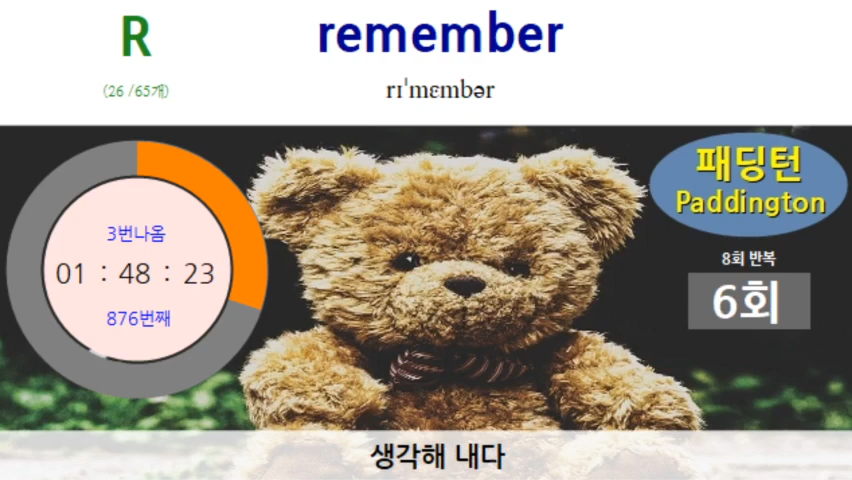 R
(26 /65개)
remember
rɪˈmɛmbər
패딩턴
Paddington
8회 반복
6회
3번나옴
01 : 48 : 23
876번째
생각해 내다